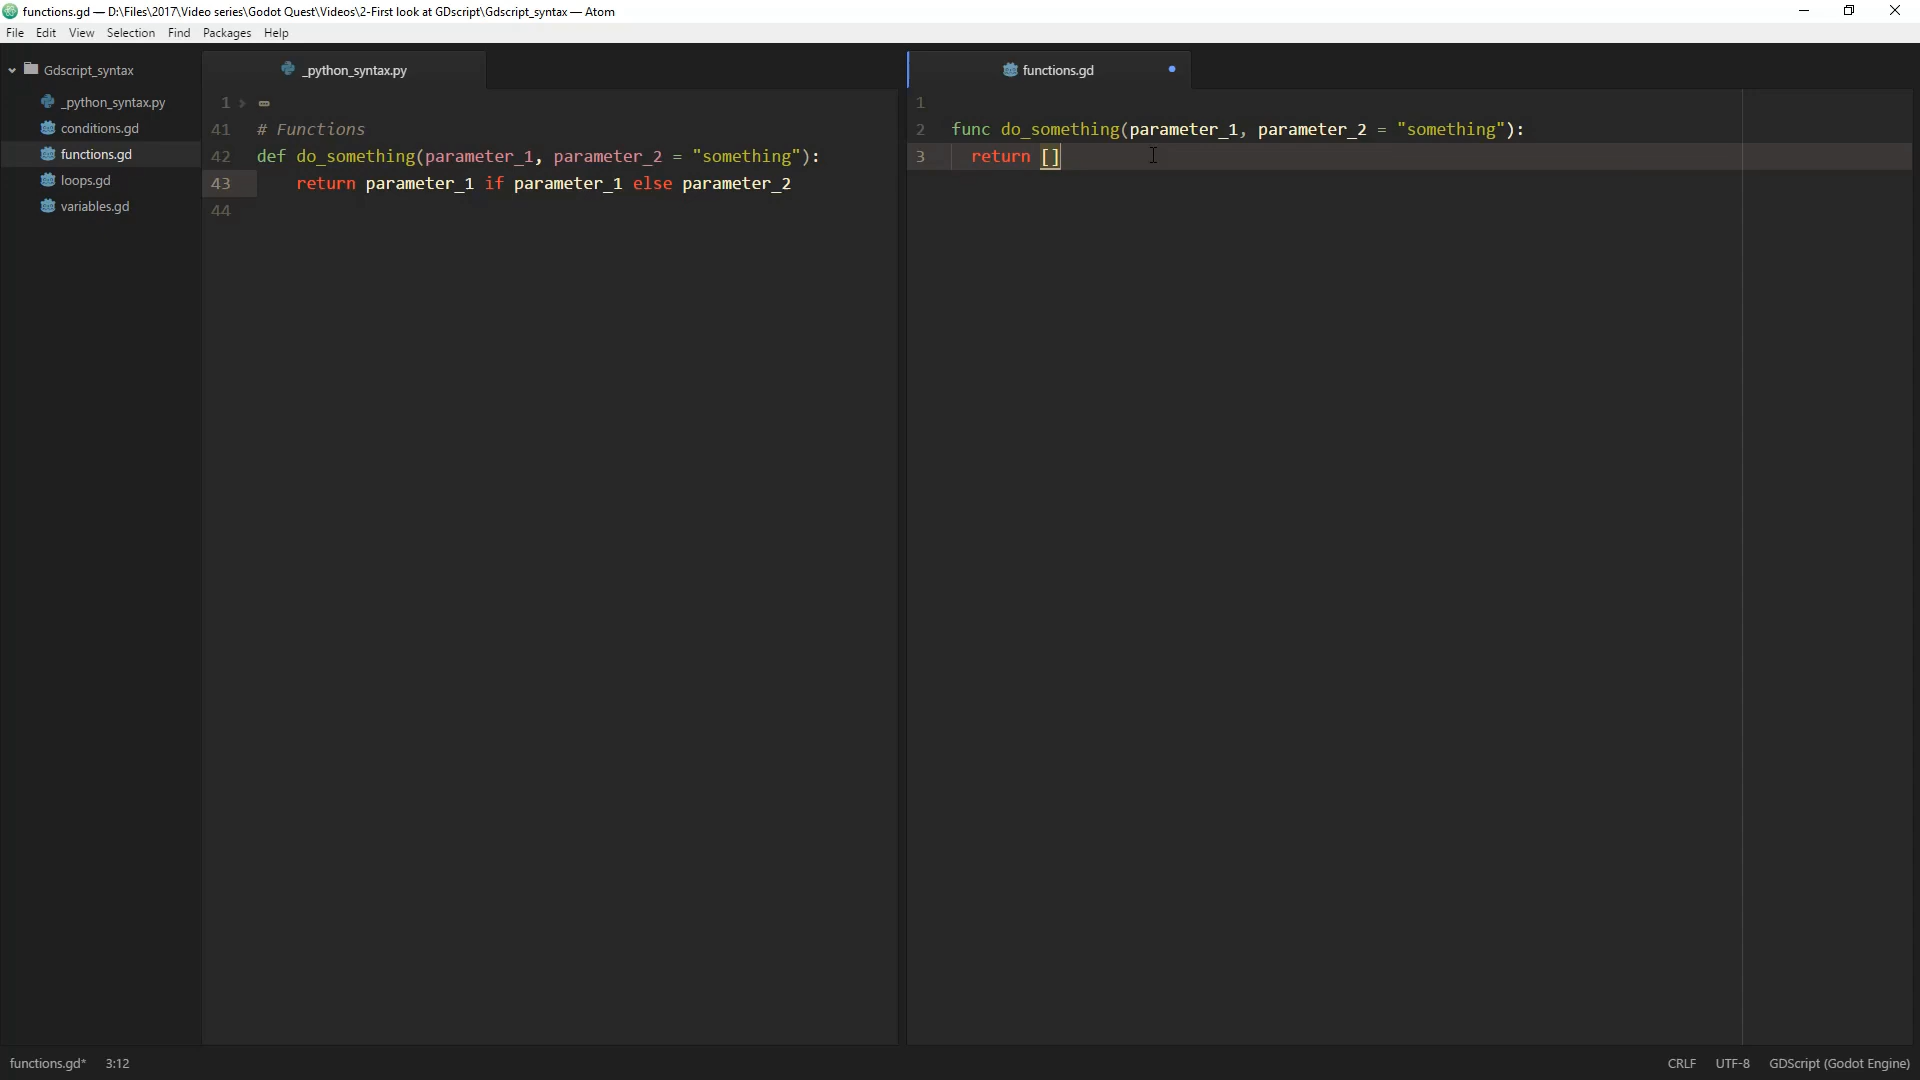 functions.gd — D:\Files\2017\Video series\Godot Quest\Videos\2-First look at GDscript\Gdscript_syntax — Atom
File Edit View Selection Find Packages Help
Gdscript_syntax
_python_syntax.py
conditions.gd
functions.gd
loops.gd
variables.gd
_python_syntax.py
1
41 # Functions
42 def do_something(parameter_1, parameter_2 = "something"):
43 return parameter_1 if parameter_1 else parameter_2
44
functions.gd
1
2 func do_something(parameter_1, parameter_2 = "something"):
3 return []
functions.gd* 3:12 CRLF UTF-8 GDScript (Godot Engine)